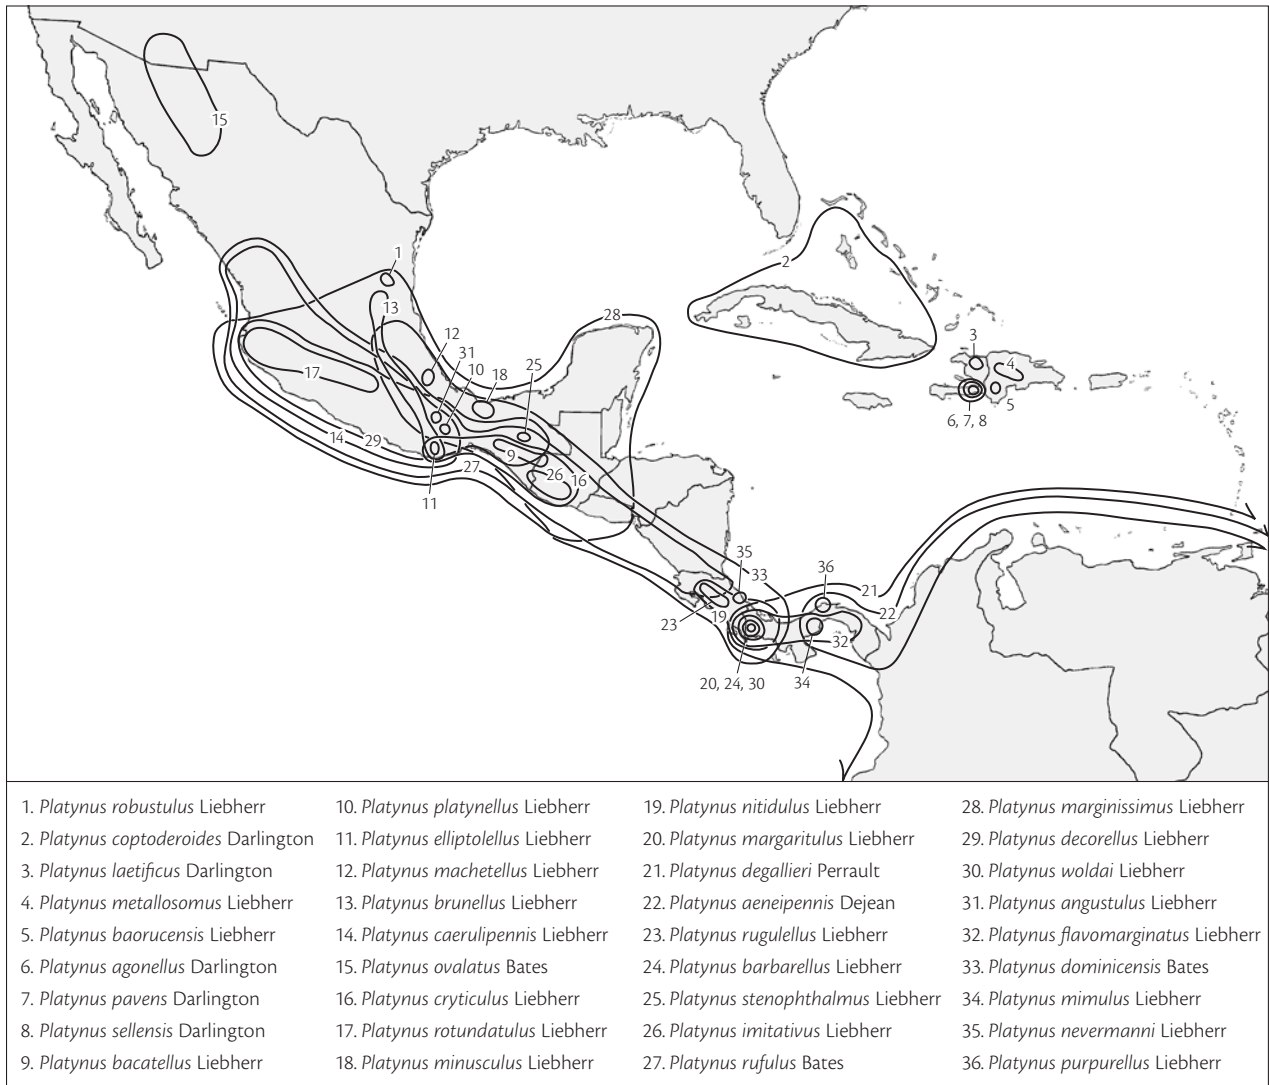 15
1
2
13
28
12
31
10
18
25
3
4
17
5
6, 7, 8
14
29
9
27
26
16
11
35
33
36
21
22
23
19
32
20, 24, 30
34
1. Platynus robustulus Liebherr
2. Platynus coptoderoides Darlington
3. Platynus laetificus Darlington
4. Platynus metallosomus Liebherr
5. Platynus baorucensis Liebherr
6. Platynus agonellus Darlington
7. Platynus pavens Darlington
8. Platynus sellensis Darlington
9. Platynus bacatellus Liebherr
10. Platynus platynellus Liebherr
11. Platynus elliptolellus Liebherr
12. Platynus machetellus Liebherr
13. Platynus brunellus Liebherr
14. Platynus caerulipennis Liebherr
15. Platynus ovalatus Bates
16. Platynus cryticulus Liebherr
17. Platynus rotundatulus Liebherr
18. Platynus minusculus Liebherr
19. Platynus nitidulus Liebherr
20. Platynus margaritulus Liebherr
21. Platynus degallieri Perrault
22. Platynus aeneipennis Dejean
23. Platynus rugulellus Liebherr
24. Platynus barbarellus Liebherr
25. Platynus stenophthalmus Liebherr
26. Platynus imitativus Liebherr
27. Platynus rufulus Bates
28. Platynus marginissimus Liebherr
29. Platynus decorellus Liebherr
30. Platynus woldai Liebherr
31. Platynus angustulus Liebherr
32. Platynus flavomarginatus Liebherr
33. Platynus dominicensis Bates
34. Platynus mimulus Liebherr
35. Platynus nevermanni Liebherr
36. Platynus purpurellus Liebherr